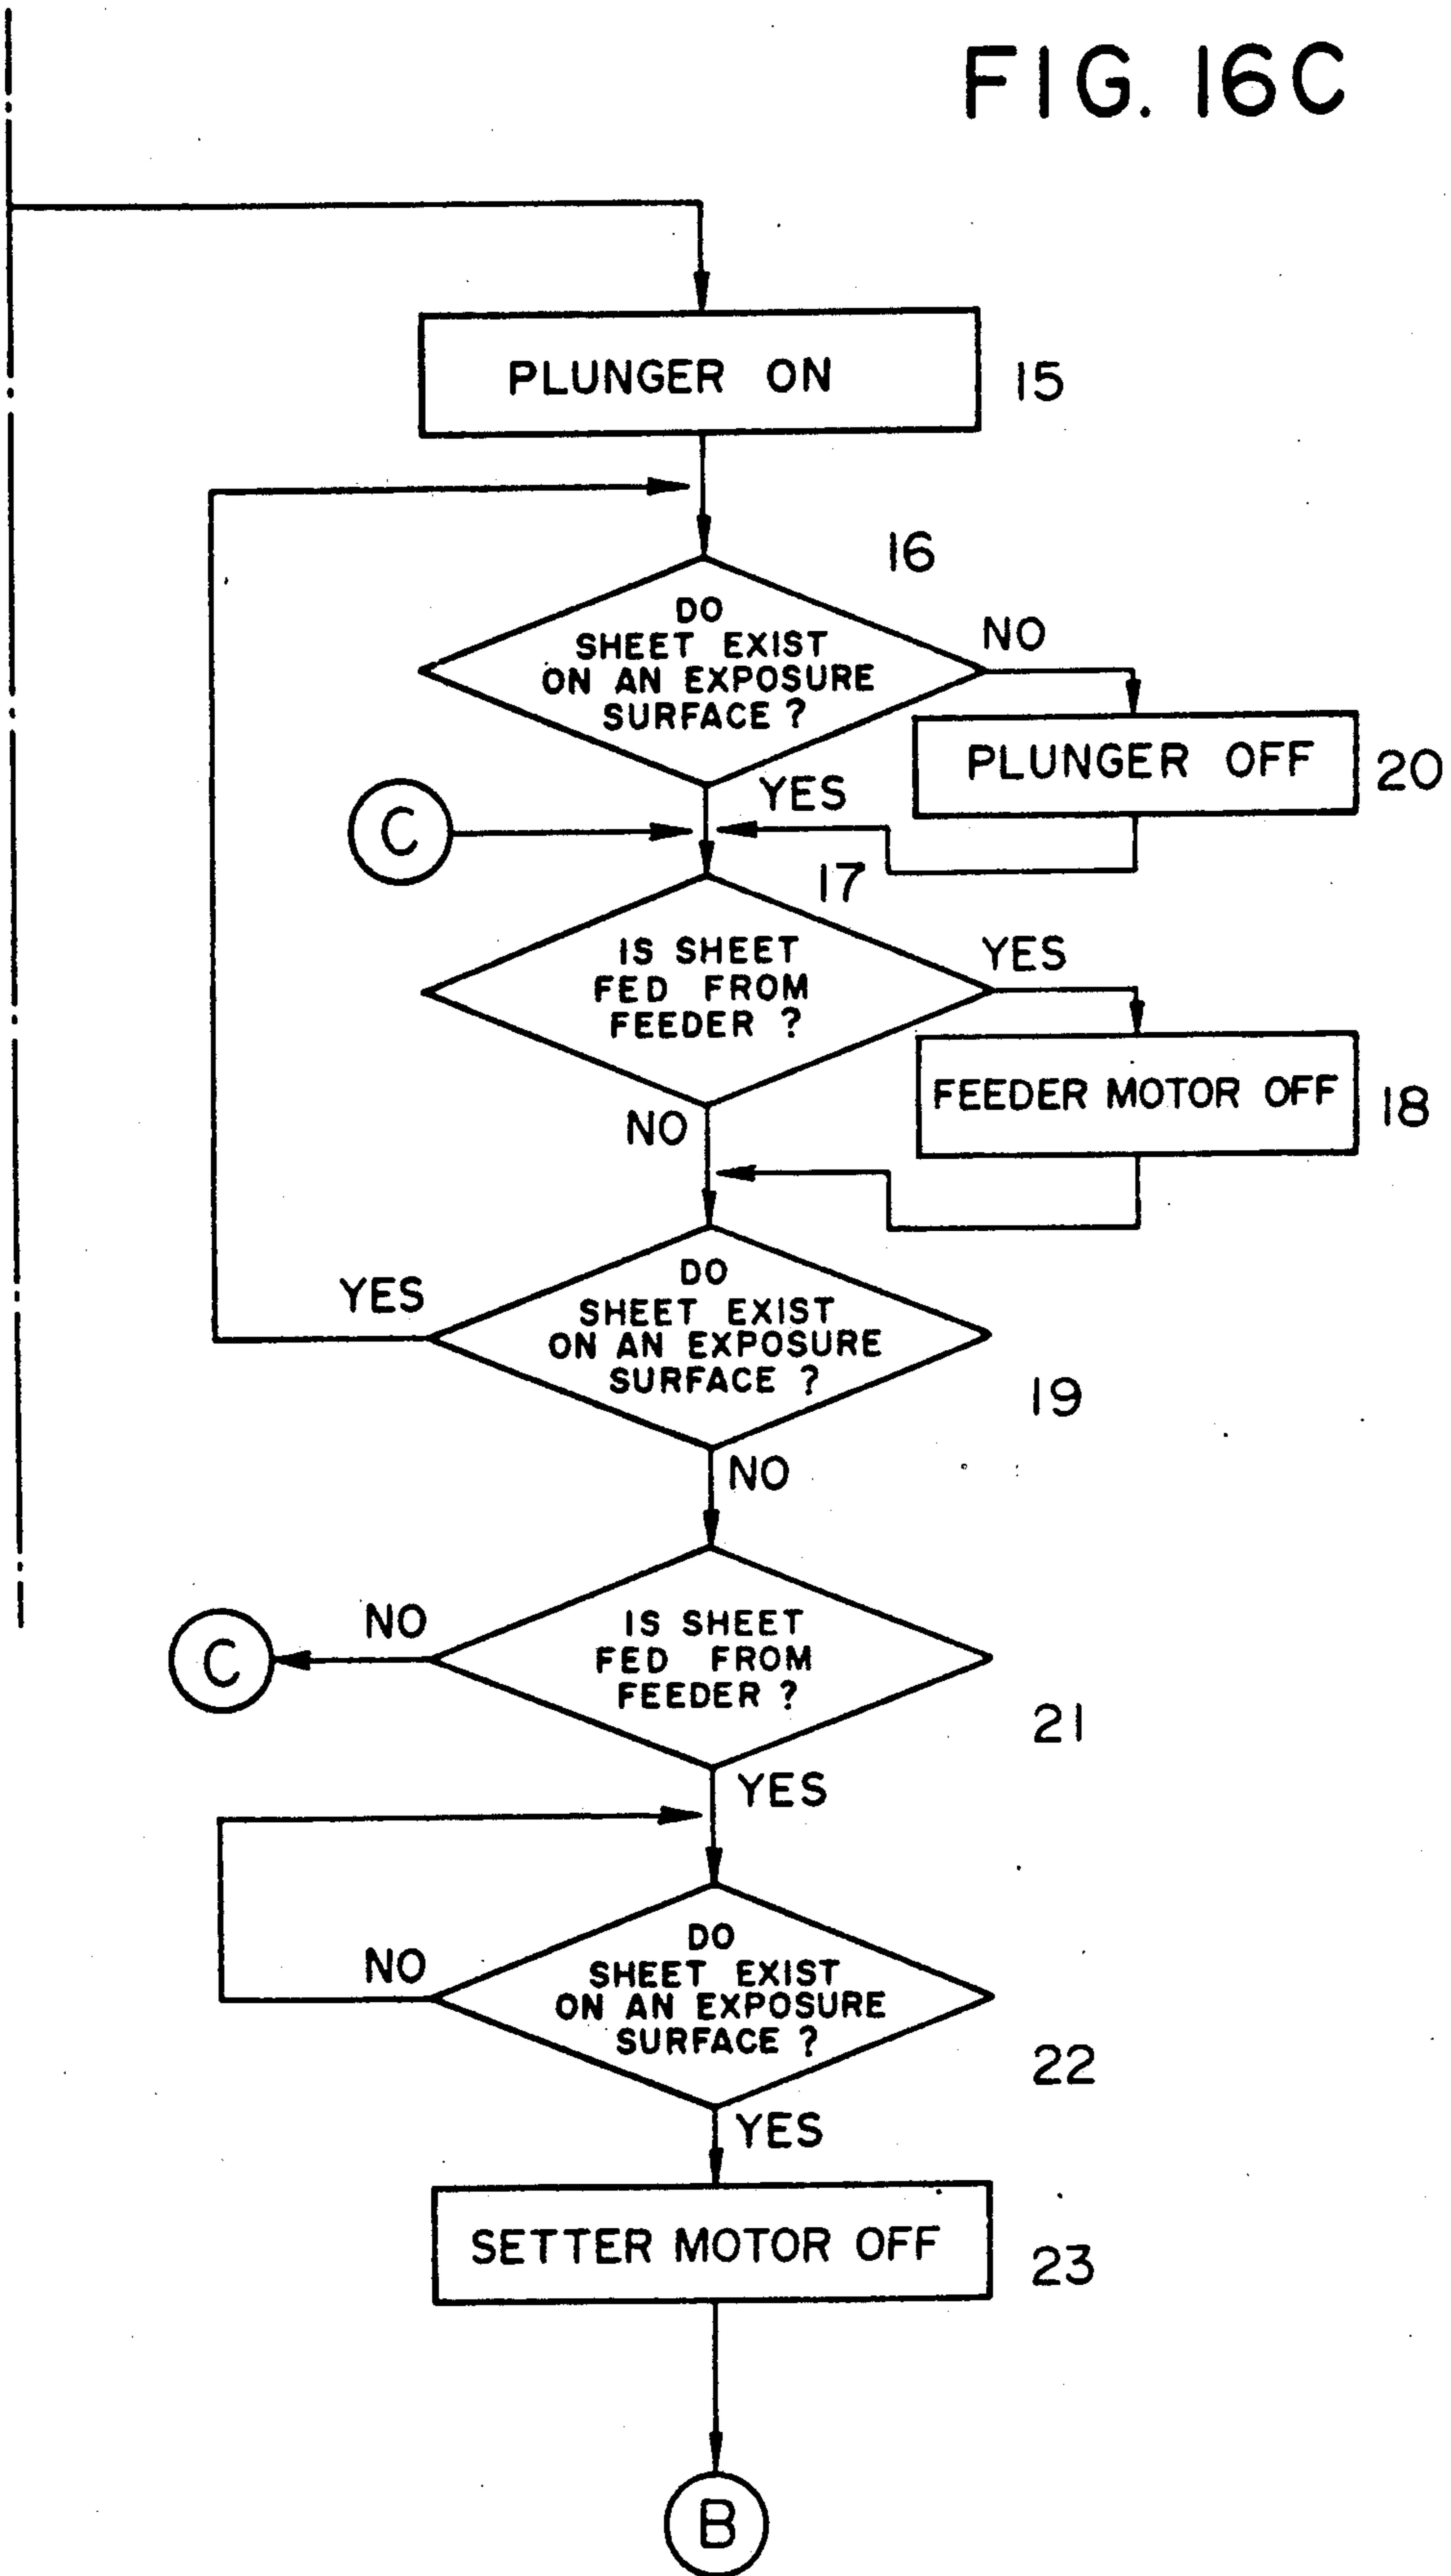 FIG. 16C
PLUNGER ON
15
16
DO
SHEET EXIST
ON AN EXPOSURE
SURFACE ?
NO
PLUNGER OFF
20
YES
C
17
IS SHEET
FED FROM
FEEDER ?
YES
FEEDER MOTOR OFF
18
NO
DO
SHEET EXIST
ON AN EXPOSURE
SURFACE ?
YES
19
NO
IS SHEET
FED FROM
FEEDER ?
NO
C
21
YES
DO
SHEET EXIST
ON AN EXPOSURE
SURFACE ?
NO
22
YES
SETTER MOTOR OFF
23
B